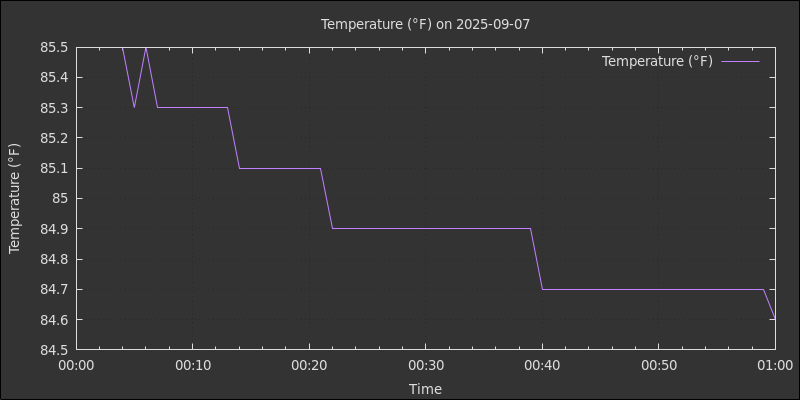 Temperature (°F) on 2025-09-07
Temperature (°F)
85.5
85.4
85.3
85.2
85.1
85
84.9
84.8
84.7
84.6
84.5
Temperature (°F)
00:00 00:10 00:20 00:30 00:40 00:50 01:00
Time